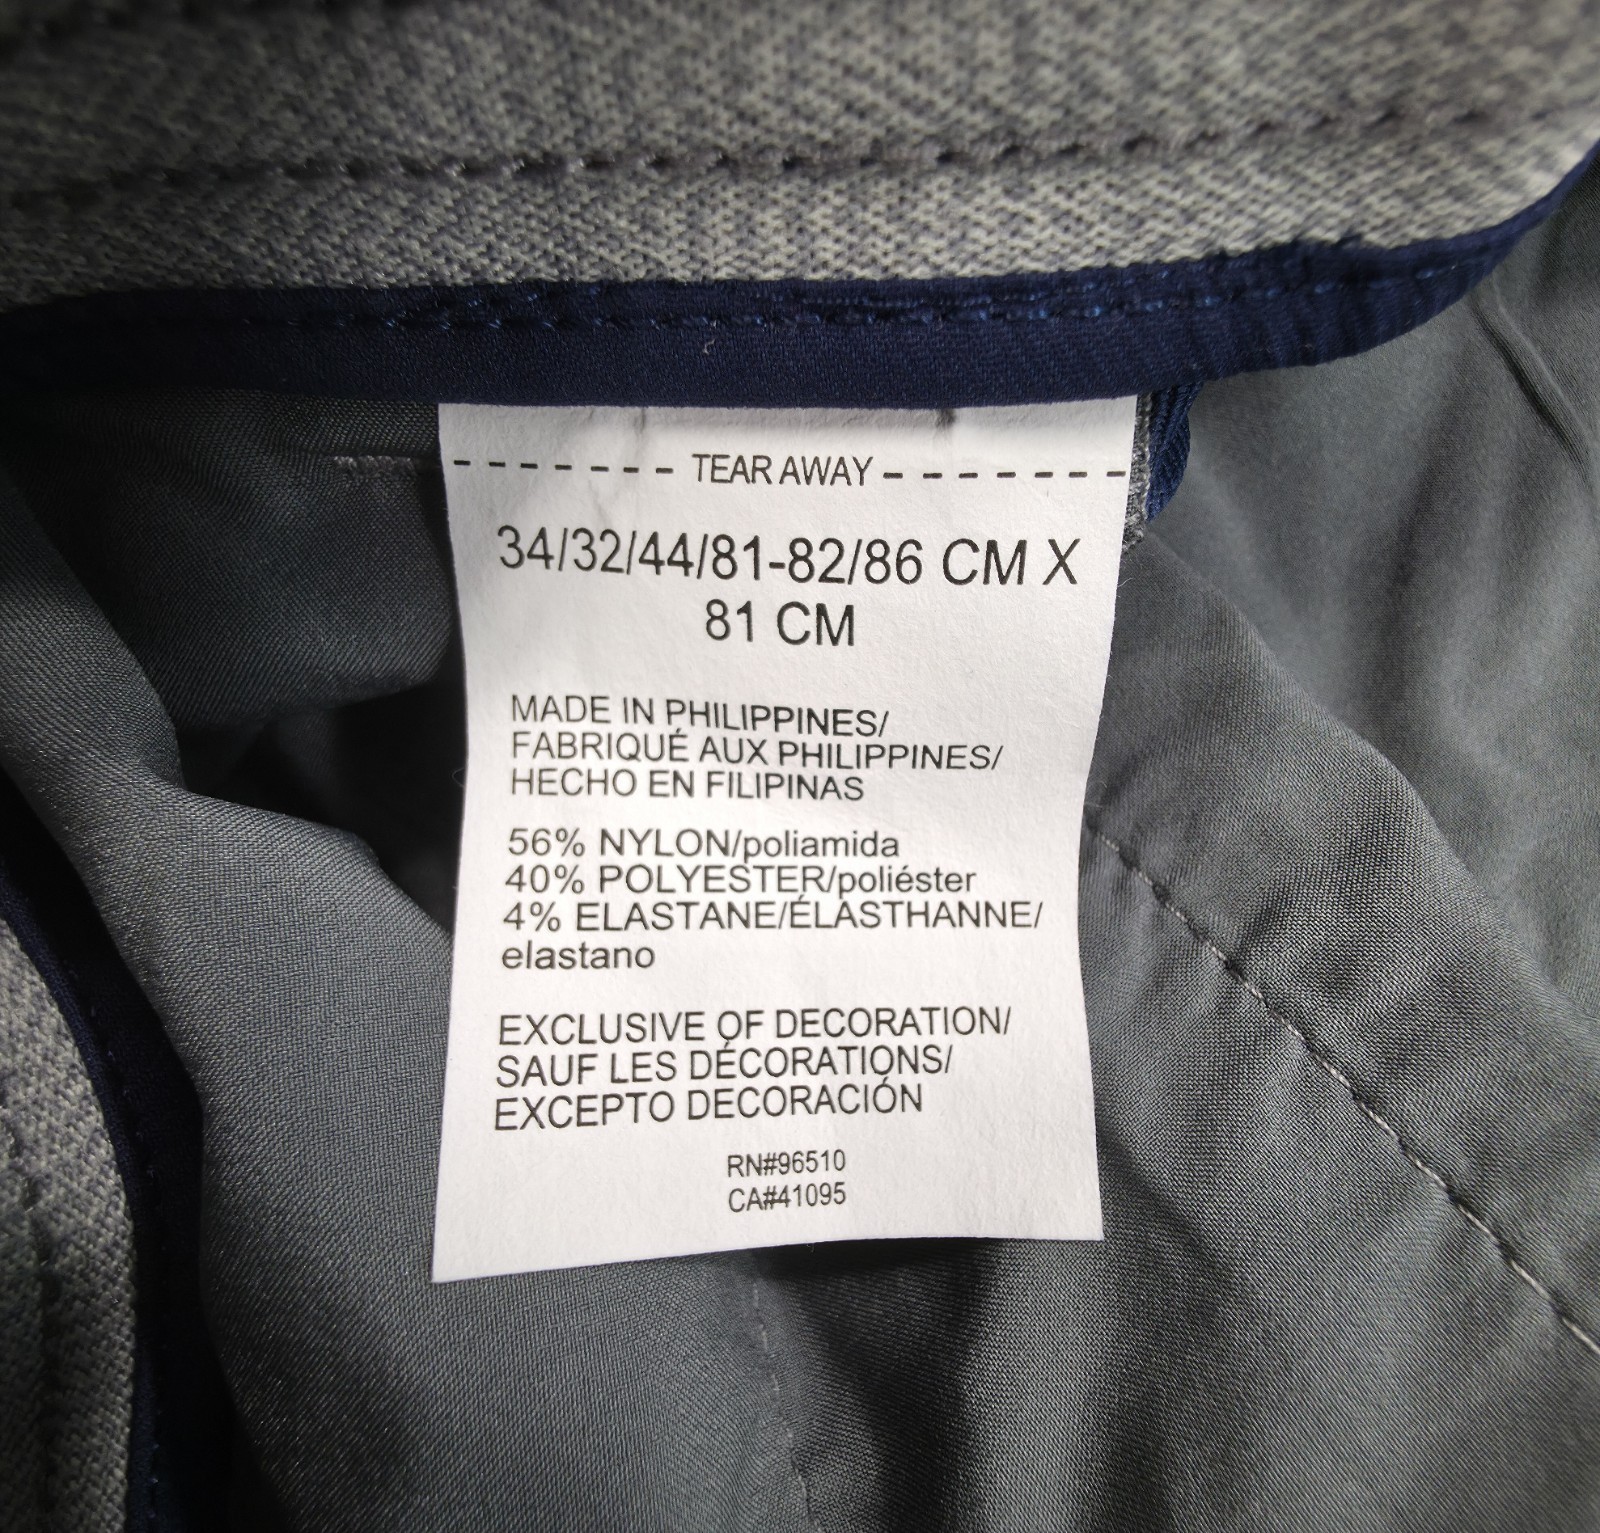 TEAR AWAY
34/32/44/81-82/86 CM X
81 CM
MADE IN PHILIPPINES/
FABRIQUÉ AUX PHILIPPINES/
HECHO EN FILIPINAS
56% NYLON/poliamida
40% POLYESTER/poliéster
4% ELASTANE/ÉLASTHANNE/
elastano
EXCLUSIVE OF DECORATION/
SAUF LES DÉCORATIONS/
EXCEPTO DECORACIÓN
RN#96510
CA#41095